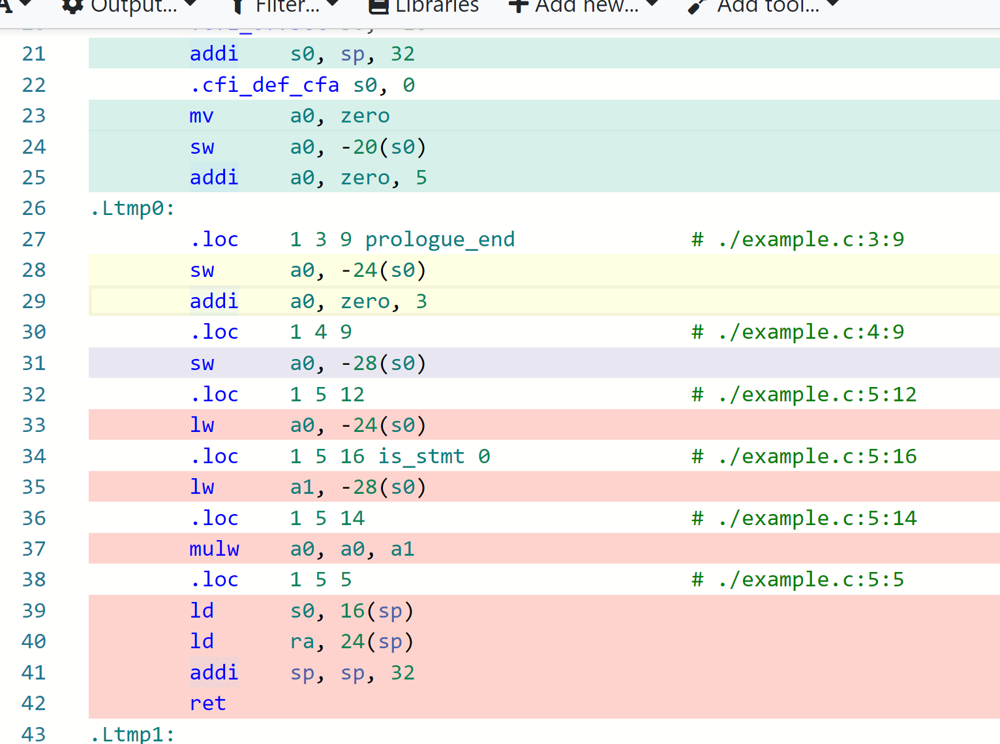 A Output... Filter... Libraries Add new... Add tool...
21 addi s0, sp, 32
22 .cfi_def_cfa s0, 0
23 mv a0, zero
24 sw a0, -20(s0)
25 addi a0, zero, 5
26 .Ltmp0:
27 .loc 1 3 9 prologue_end # ./example.c:3:9
28 sw a0, -24(s0)
29 addi a0, zero, 3
30 .loc 1 4 9 # ./example.c:4:9
31 sw a0, -28(s0)
32 .loc 1 5 12 # ./example.c:5:12
33 lw a0, -24(s0)
34 .loc 1 5 16 is_stmt 0 # ./example.c:5:16
35 lw a1, -28(s0)
36 .loc 1 5 14 # ./example.c:5:14
37 mulw a0, a0, a1
38 .loc 1 5 5 # ./example.c:5:5
39 ld s0, 16(sp)
40 ld ra, 24(sp)
41 addi sp, sp, 32
42 ret
43 .Ltmp1: